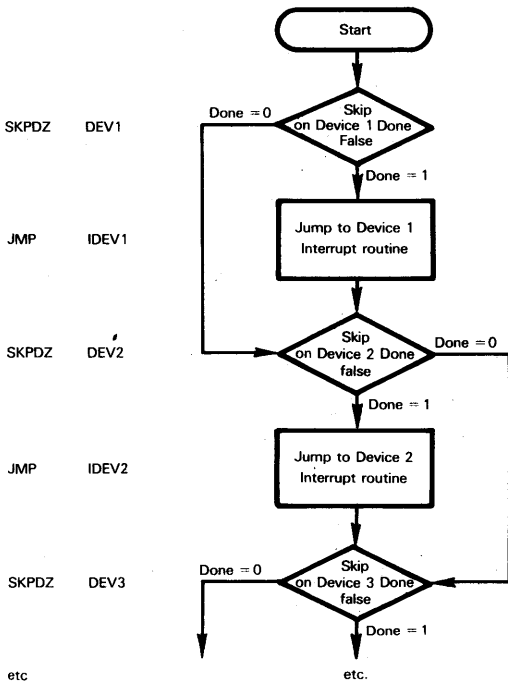 Start
Done = 0
SKPDZ DEV1
Skip
on Device 1 Done
False
Done = 1
JMP IDEV1
Jump to Device 1
Interrupt routine
SKPDZ DEV2
Skip
on Device 2 Done
false
Done = 0
Done = 1
JMP IDEV2
Jump to Device 2
Interrupt routine
Done = 0
SKPDZ DEV3
Skip
on Device 3 Done
false
Done = 1
etc
etc.